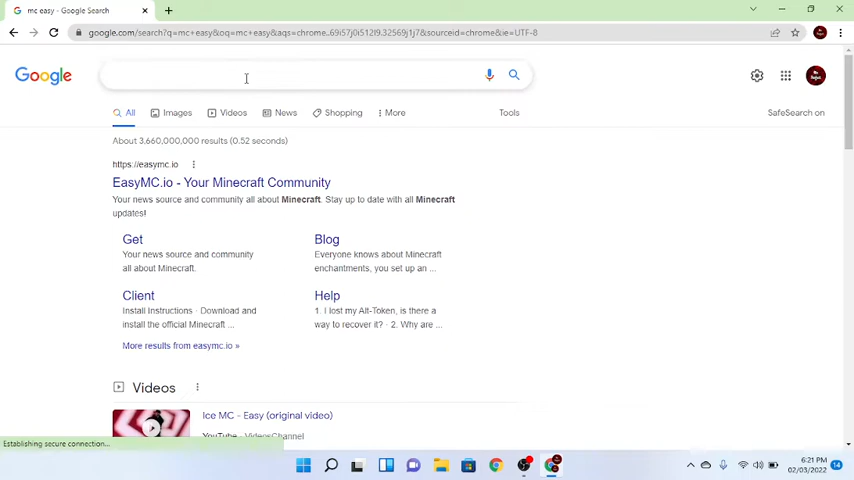 mc easy - Google Search
google.com/search?q=mc+easy&oq=mc+easy&aqs=chrome..69i57j0i512l9.32569j1j7&sourceid=chrome&ie=UTF-8
Google
All Images Videos News Shopping More Tools SafeSearch on
About 3,660,000,000 results (0.52 seconds)
https://easymc.io
EasyMC.io - Your Minecraft Community
Your news source and community all about Minecraft. Stay up to date with all Minecraft
updates!
Get
Your news source and community
all about Minecraft.
Blog
Everyone knows about Minecraft
enchantments, you set up an ...
Client
Install Instructions · Download and
install the official Minecraft ...
Help
1. I lost my Alt-Token, is there a
way to recover it? · 2. Why are ...
More results from easymc.io »
Videos
Ice MC - Easy (original video)
YouTube · VideosChannel
Establishing secure connection...
6:21 PM
02/03/2022
14